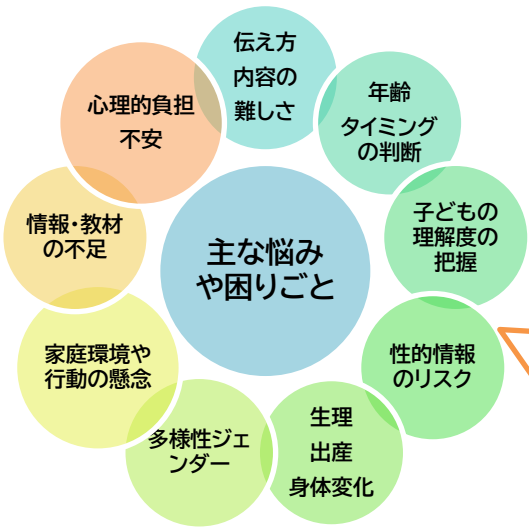 主な悩み
や困りごと
伝え方
内容の
難しさ
年齢
タイミング
の判断
子どもの
理解度の
把握
性的情報
のリスク
生理
出産
身体変化
多様性ジェ
ンダー
家庭環境や
行動の懸念
情報・教材
の不足
心理的負担
不安